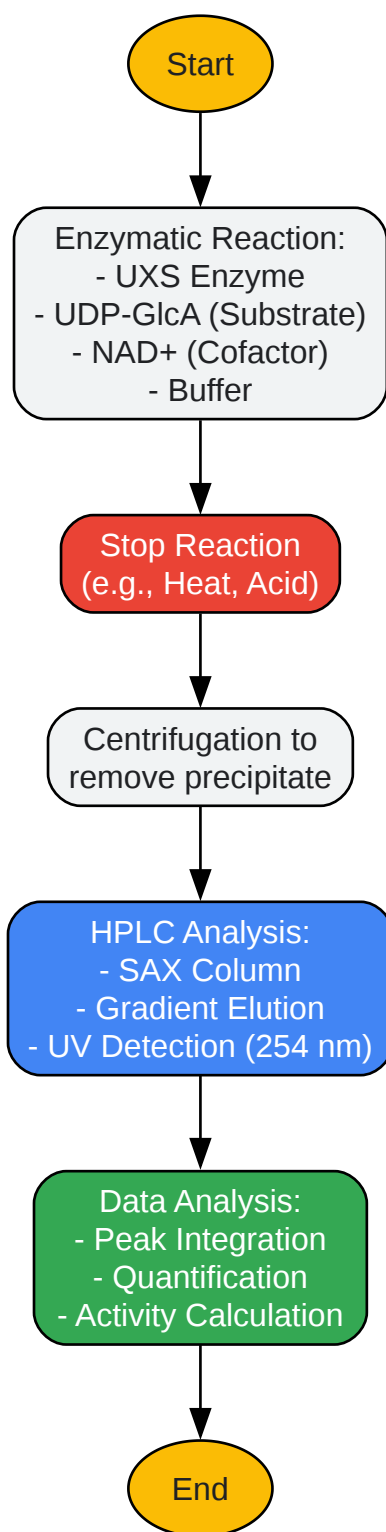 Start
Enzymatic Reaction:
- UXS Enzyme
- UDP-GlcA (Substrate)
- NAD+ (Cofactor)
- Buffer
Stop Reaction
(e.g., Heat, Acid)
Centrifugation to
remove precipitate
HPLC Analysis:
- SAX Column
- Gradient Elution
- UV Detection (254 nm)
Data Analysis:
- Peak Integration
- Quantification
- Activity Calculation
End